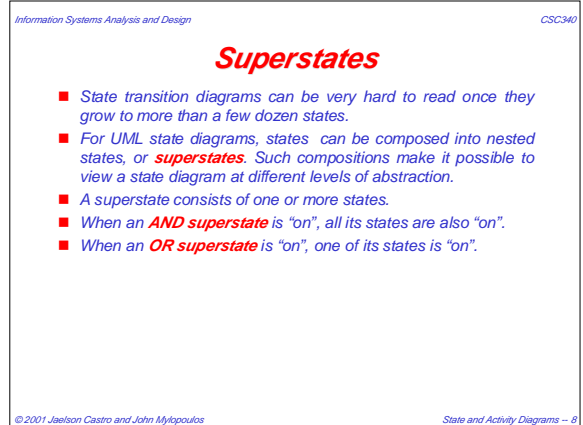 Information Systems Analysis and Design CSC340
Superstates
■ State transition diagrams can be very hard to read once they
grow to more than a few dozen states.
■ For UML state diagrams, states can be composed into nested
states, or superstates. Such compositions make it possible to
view a state diagram at different levels of abstraction.
■ A superstate consists of one or more states.
■ When an AND superstate is “on”, all its states are also “on”.
■ When an OR superstate is “on”, one of its states is “on”.
© 2001 Jaelson Castro and John Mylopoulos State and Activity Diagrams -- 8